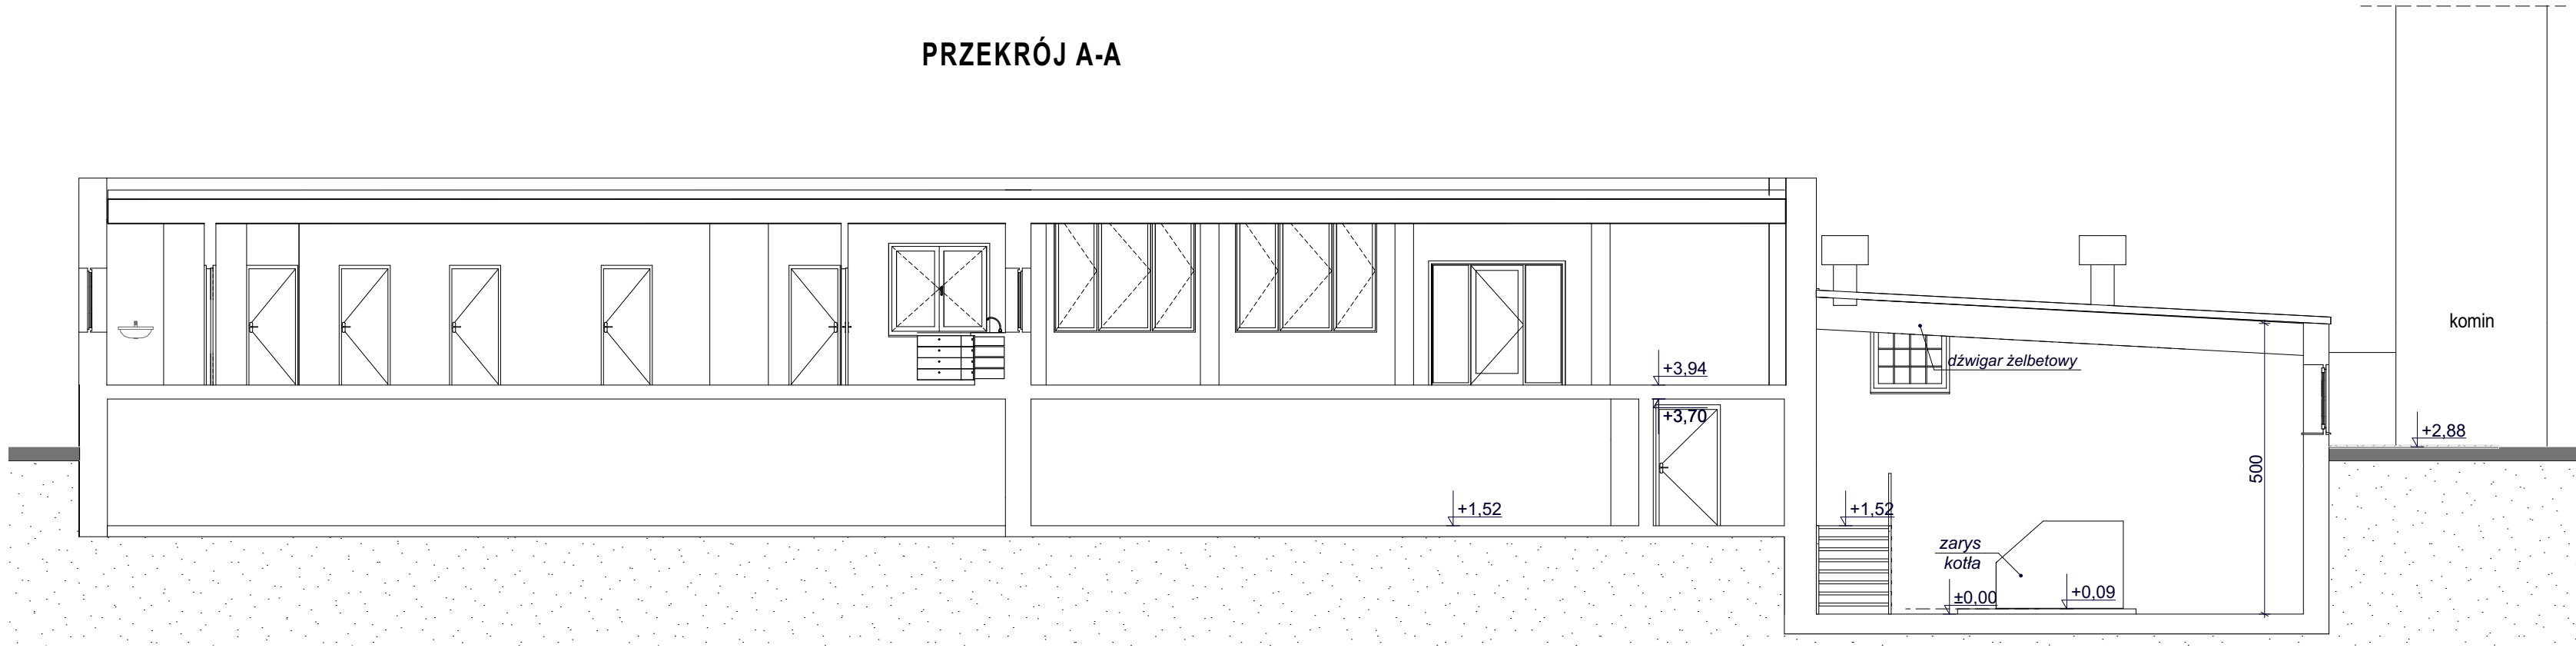 PRZEKRÓJ A-A
komin
dźwigar żelbetowy
+3,94
+3,70
+2,88
500
+1,52
+1,52
zarys
kotła
±0,00
+0,09